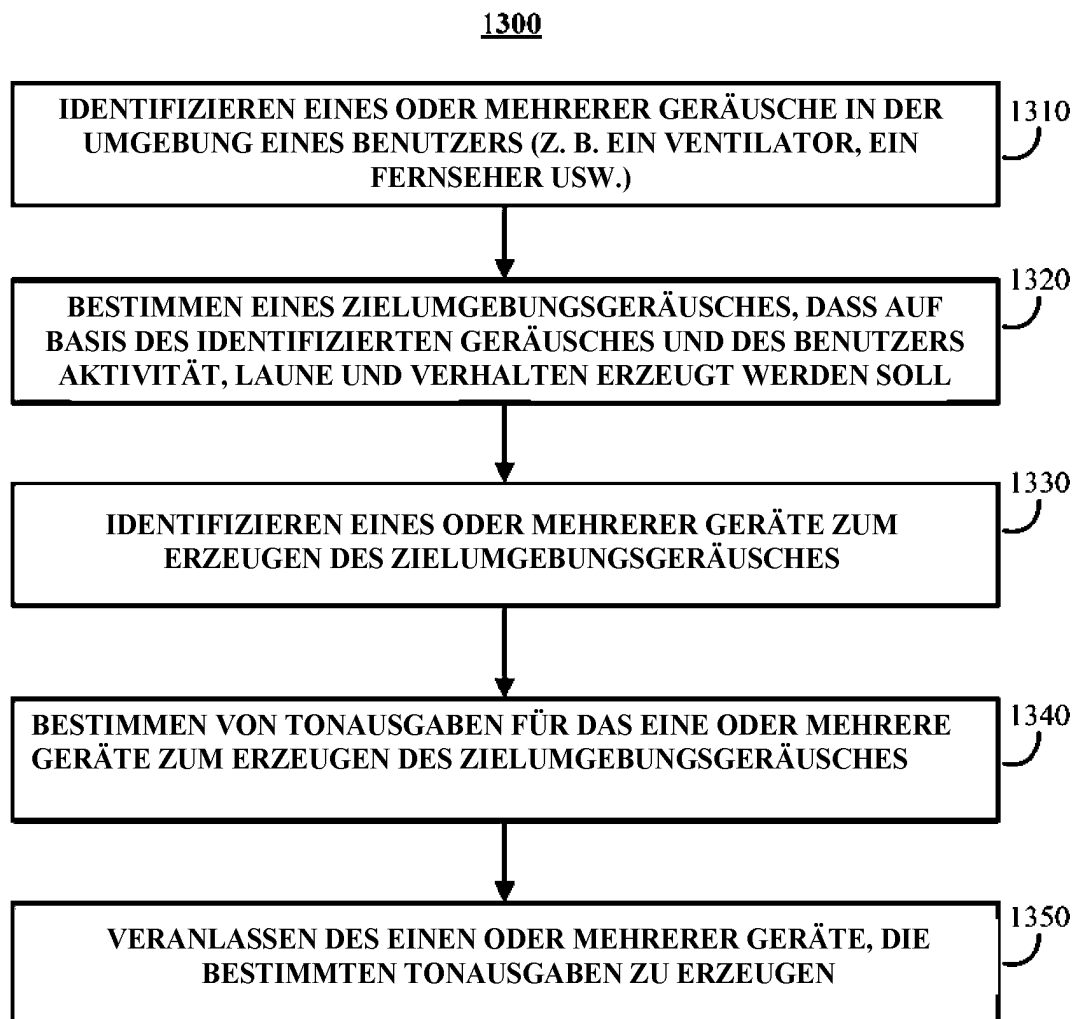 1300
IDENTIFIZIEREN EINES ODER MEHRERER GERÄUSCHE IN DER
UMGEBUNG EINES BENUTZERS (Z. B. EIN VENTILATOR, EIN
FERNSEHER USW.)
1310
BESTIMMEN EINES ZIELUMGEBUNGSGERÄUSCHES, DASS AUF
BASIS DES IDENTIFIZIERTEN GERÄUSCHES UND DES BENUTZERS
AKTIVITÄT, LAUNE UND VERHALTEN ERZEUGT WERDEN SOLL
1320
IDENTIFIZIEREN EINES ODER MEHRERER GERÄTE ZUM
ERZEUGEN DES ZIELUMGEBUNGSGERÄUSCHES
1330
BESTIMMEN VON TONAUSGABEN FÜR DAS EINE ODER MEHRERE
GERÄTE ZUM ERZEUGEN DES ZIELUMGEBUNGSGERÄUSCHES
1340
VERANLASSEN DES EINEN ODER MEHRERER GERÄTE, DIE
BESTIMMTEN TONAUSGABEN ZU ERZEUGEN
1350